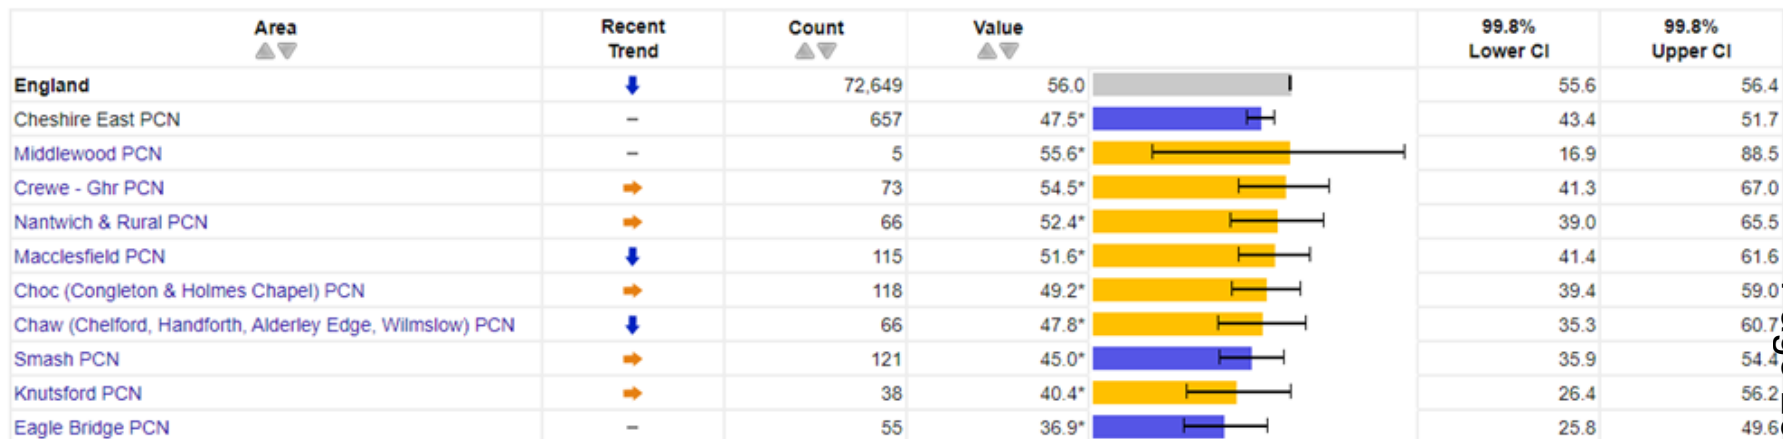 Area Recent Trend Count Value 99.8% Lower CI 99.8% Upper CI
England 72,649 56.0 55.6 56.4
Cheshire East PCN – 657 47.5* 43.4 51.7
Middlewood PCN – 5 55.6* 16.9 88.5
Crewe - Ghr PCN 73 54.5* 41.3 67.0
Nantwich & Rural PCN 66 52.4* 39.0 65.5
Macclesfield PCN 115 51.6* 41.4 61.6
Choc (Congleton & Holmes Chapel) PCN 118 49.2* 39.4 59.0
Chaw (Chelford, Handforth, Alderley Edge, Wilmslow) PCN 66 47.8* 35.3 60.7
Smash PCN 121 45.0* 35.9 54.4
Knutsford PCN 38 40.4* 26.4 56.2
Eagle Bridge PCN – 55 36.9* 25.8 49.6